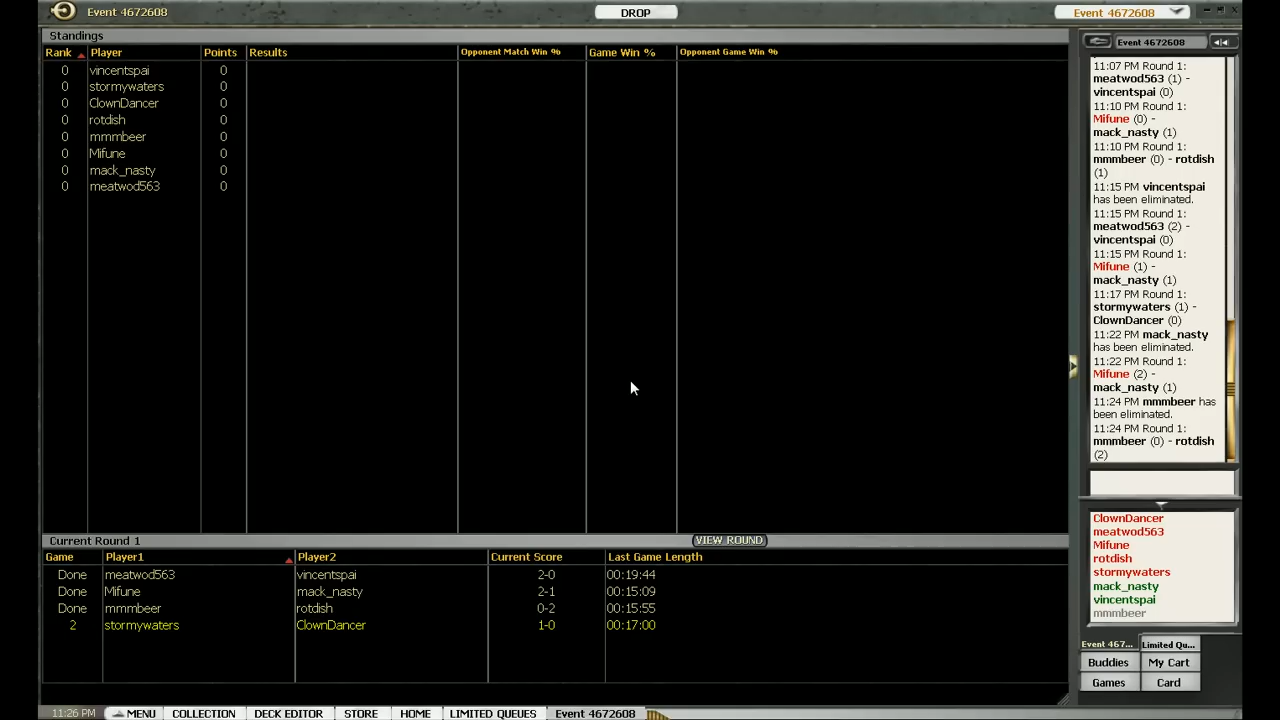 Event 4672608
DROP
Event 4672608
Standings
Rank Player Points Results Opponent Match Win % Game Win % Opponent Game Win %
0 vincentspai 0
0 stormywaters 0
0 ClownDancer 0
0 rotdish 0
0 mmmbeer 0
0 Mifune 0
0 mack_nasty 0
0 meatwod563 0
Event 4672608
11:07 PM Round 1:
meatwod563 (1) -
vincentspai (0)
11:10 PM Round 1:
Mifune (0) -
mack_nasty (1)
11:10 PM Round 1:
mmmbeer (0) - rotdish
(1)
11:15 PM vincentspai
has been eliminated.
11:15 PM Round 1:
meatwod563 (2) -
vincentspai (0)
11:15 PM Round 1:
Mifune (1) -
mack_nasty (1)
11:17 PM Round 1:
stormywaters (1) -
ClownDancer (0)
11:22 PM mack_nasty
has been eliminated.
11:22 PM Round 1:
Mifune (2) -
mack_nasty (1)
11:24 PM mmmbeer has
been eliminated.
11:24 PM Round 1:
mmmbeer (0) - rotdish
(2)
Current Round 1
VIEW ROUND
Game Player1 Player2 Current Score Last Game Length
Done meatwod563 vincentspai 2-0 00:19:44
Done Mifune mack_nasty 2-1 00:15:09
Done mmmbeer rotdish 0-2 00:15:55
2 stormywaters ClownDancer 1-0 00:17:00
ClownDancer
meatwod563
Mifune
rotdish
stormywaters
mack_nasty
vincentspai
mmmbeer
Event 467... Limited Qu...
Buddies My Cart
Games Card
11:26 PM MENU COLLECTION DECK EDITOR STORE HOME LIMITED QUEUES Event 4672608